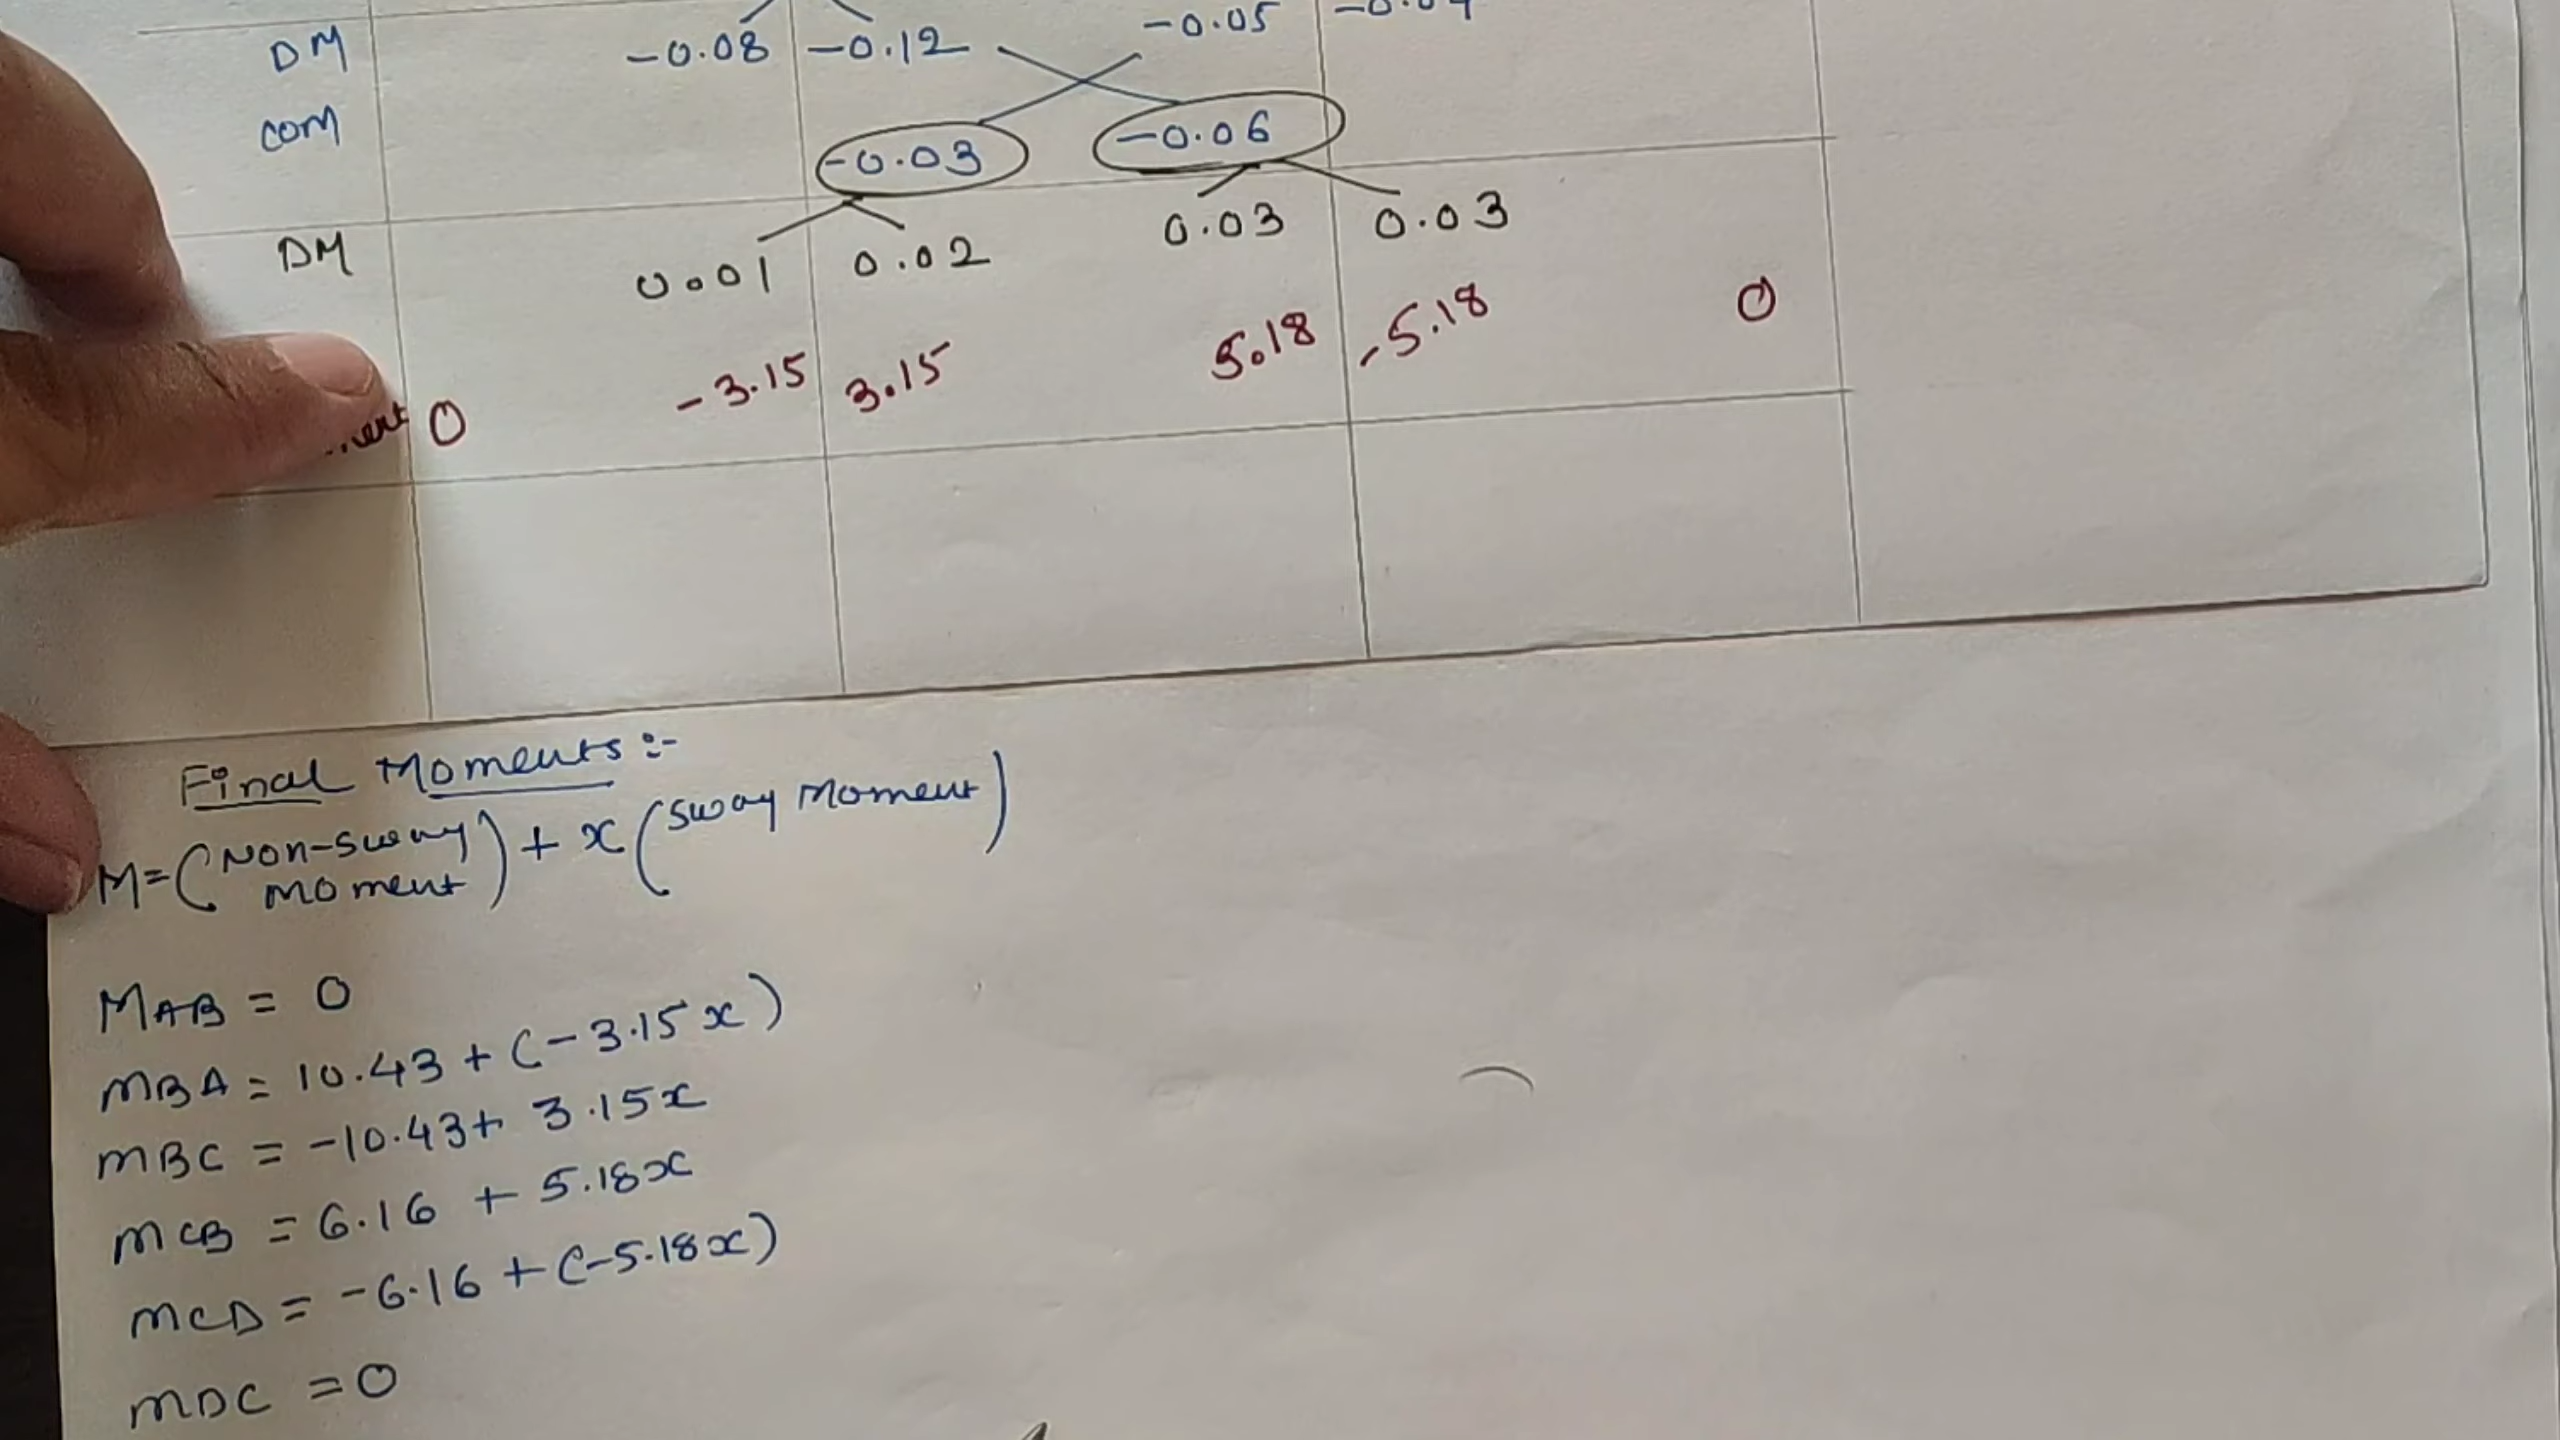 DM -0.08 -0.12 -0.05
COM -0.03 -0.06
DM 0.01 0.02 0.03 0.03
0 -3.15 3.15 5.18 -5.18 0
Final Moments :-
M=(Non-sway Moment) + x (sway Moment)
MAB = 0
MBA = 10.43 + (-3.15x)
MBC = -10.43 + 3.15x
MCB = 6.16 + 5.18x
MCD = -6.16 + (-5.18x)
MDC = 0